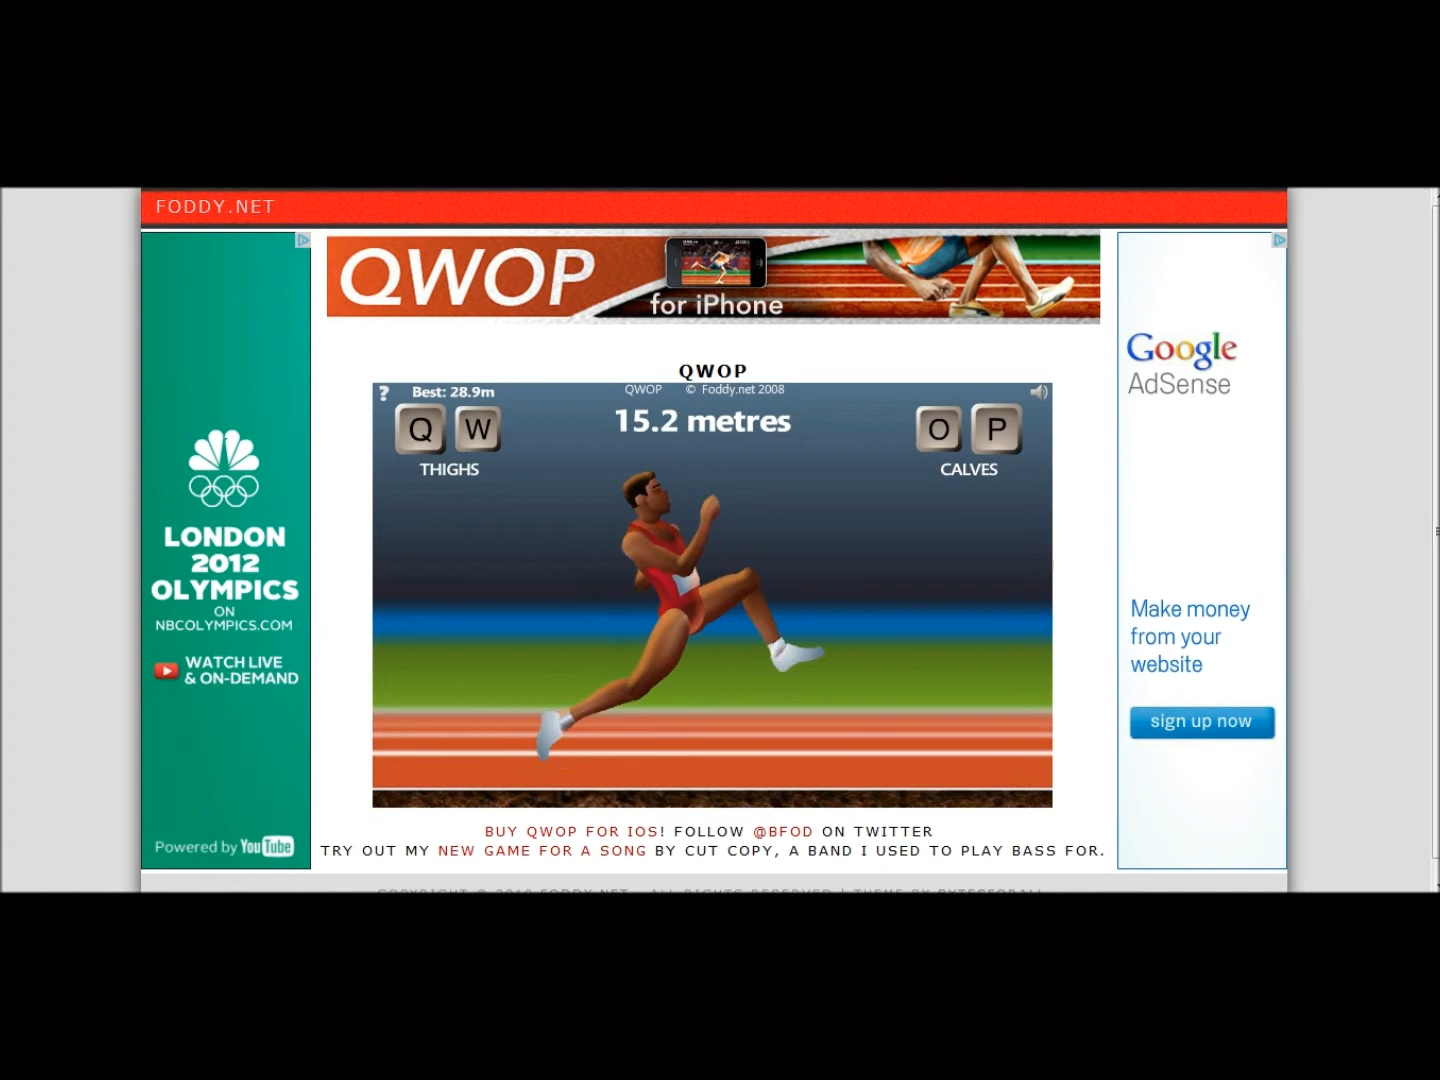 FODDY.NET
QWOP
for iPhone
QWOP
? Best: 28.9m QWOP © Foddy.net 2008
15.2 metres
Q W O P
THIGHS CALVES
LONDON
2012
OLYMPICS
ON
NBCOLYMPICS.COM
WATCH LIVE
& ON-DEMAND
Powered by YouTube
Google
AdSense
Make money
from your
website
sign up now
BUY QWOP FOR IOS! FOLLOW @BFOD ON TWITTER
TRY OUT MY NEW GAME FOR A SONG BY CUT COPY, A BAND I USED TO PLAY BASS FOR.